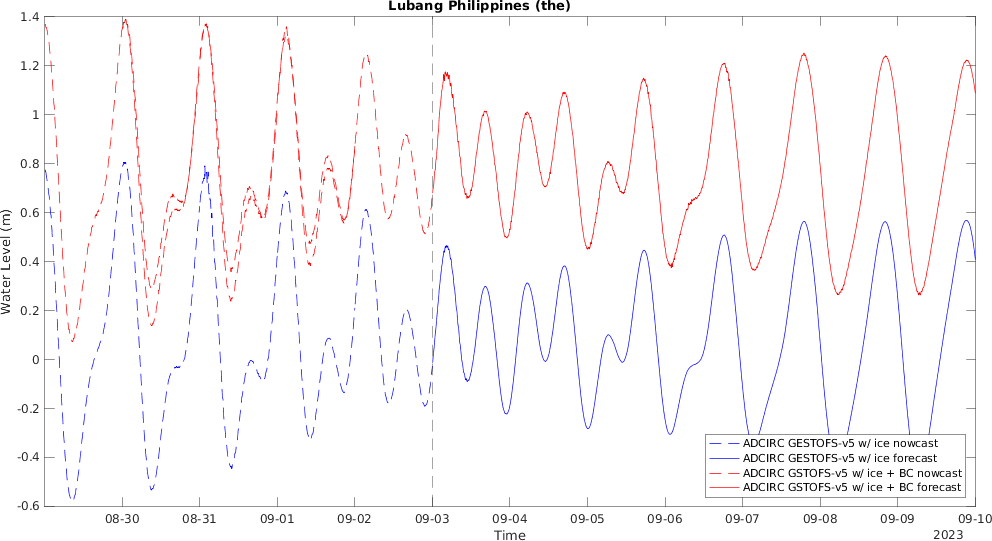 Lubang Philippines (the)
1.4
1.2
1
0.8
0.6
0.4
0.2
0
-0.2
-0.4
-0.6
Water Level (m)
ADCIRC GESTOFS-v5 w/ ice nowcast
ADCIRC GESTOFS-v5 w/ ice forecast
ADCIRC GSTOFS-v5 w/ ice + BC nowcast
ADCIRC GSTOFS-v5 w/ ice + BC forecast
08-30 08-31 09-01 09-02 09-03 09-04 09-05 09-06 09-07 09-08 09-09 09-10
Time
2023